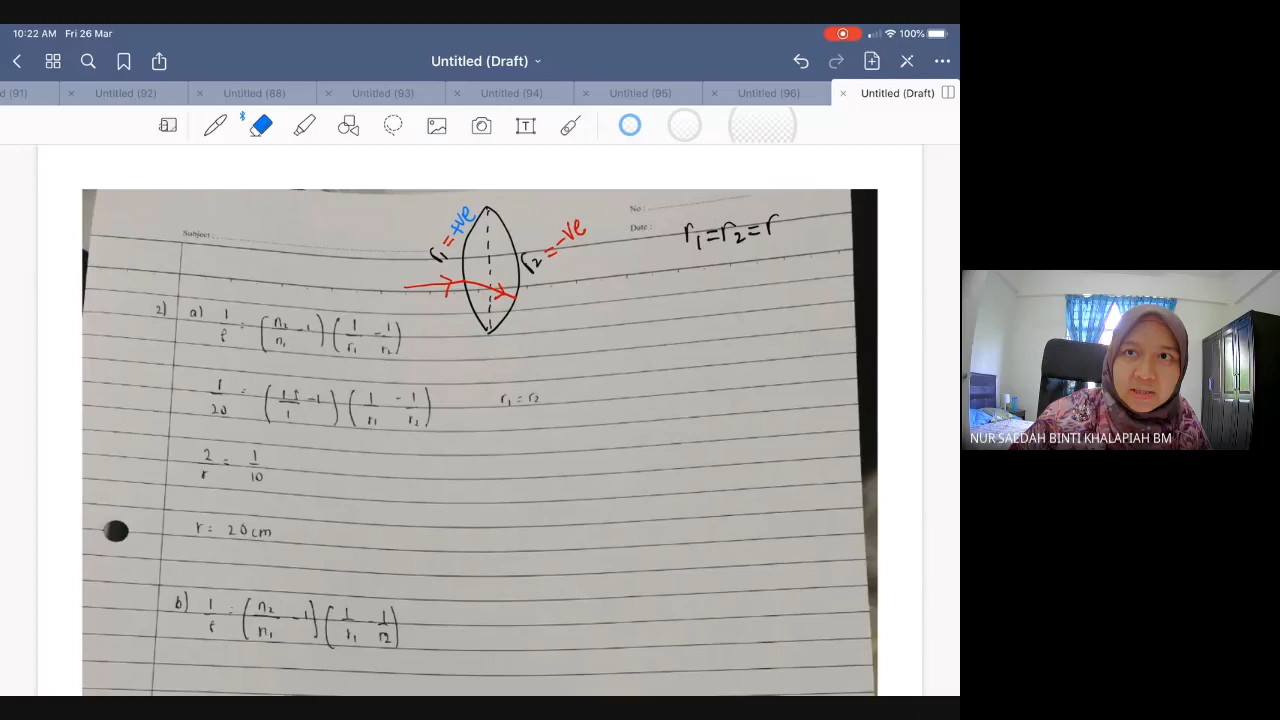 10:22 AM Fri 26 Mar
100%
Untitled (Draft)
d (91)
Untitled (92)
Untitled (88)
Untitled (93)
Untitled (94)
Untitled (95)
Untitled (96)
Untitled (Draft)
T
No :
Date :
Subject :
r1 = +ve
r2 = -ve
r1 = r2 = r
2) a) 1/f = (n2/n1 - 1) (1/r1 - 1/r2)
1/20 = (1.5/1 - 1) (1/r1 - 1/r2) r1 = r2
2/r = 1/10
r = 20 cm
b) 1/f = (n2/n1 - 1) (1/r1 - 1/r2)
NUR SAEDAH BINTI KHALAPIAH BM